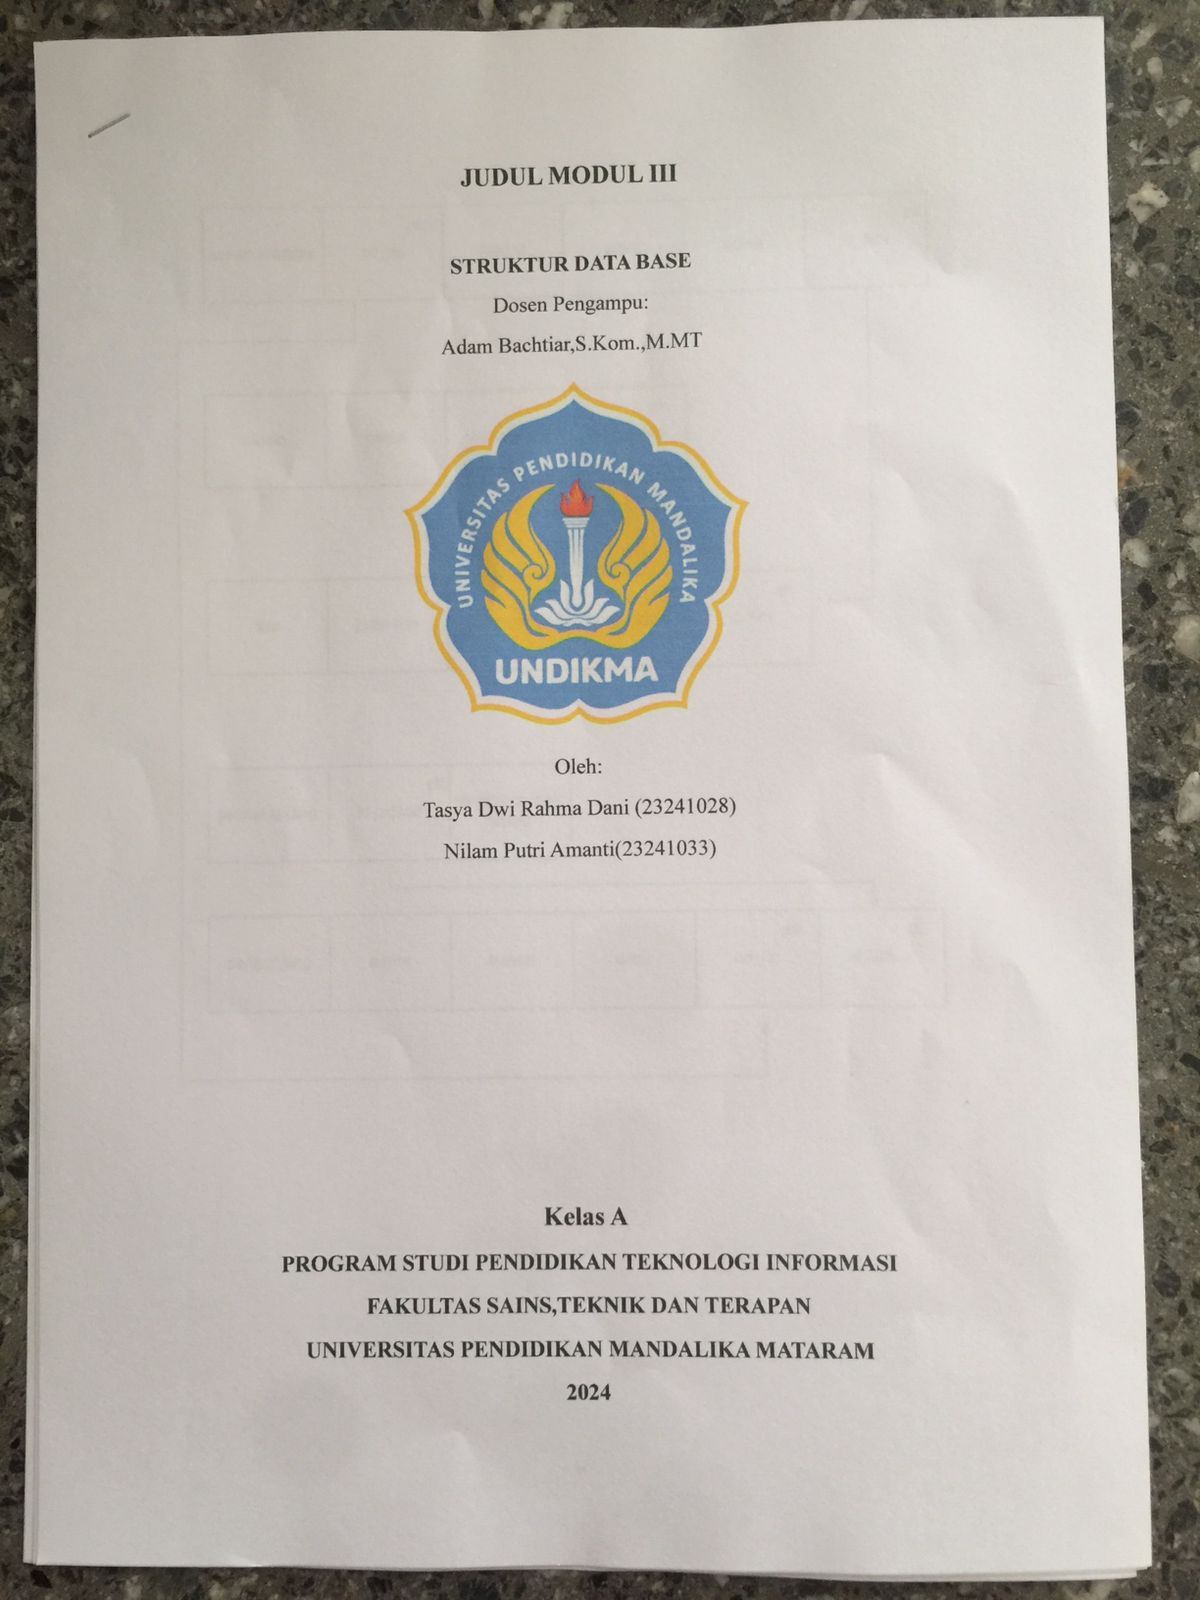 JUDUL MODUL III
STRUKTUR DATA BASE
Dosen Pengampu:
Adam Bachtiar,S.Kom.,M.MT
UNIVERSITAS PENDIDIKAN MANDALIKA
UNDIKMA
Oleh:
Tasya Dwi Rahma Dani (23241028)
Nilam Putri Amanti(23241033)
Kelas A
PROGRAM STUDI PENDIDIKAN TEKNOLOGI INFORMASI
FAKULTAS SAINS,TEKNIK DAN TERAPAN
UNIVERSITAS PENDIDIKAN MANDALIKA MATARAM
2024